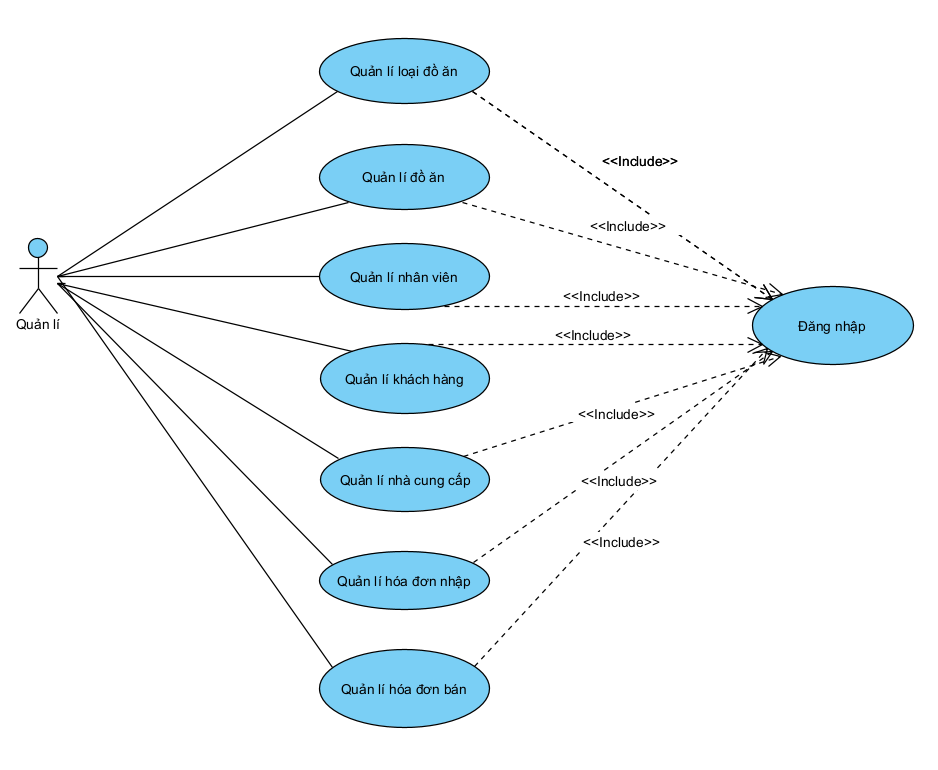 Quản lí loại đồ ăn
<<Include>>
Quản lí đồ ăn
<<Include>>
Quản lí nhân viên
<<Include>>
Quản lí
Đăng nhập
<<Include>>
Quản lí khách hàng
<<Include>>
Quản lí nhà cung cấp
<<Include>>
<<Include>>
Quản lí hóa đơn nhập
Quản lí hóa đơn bán